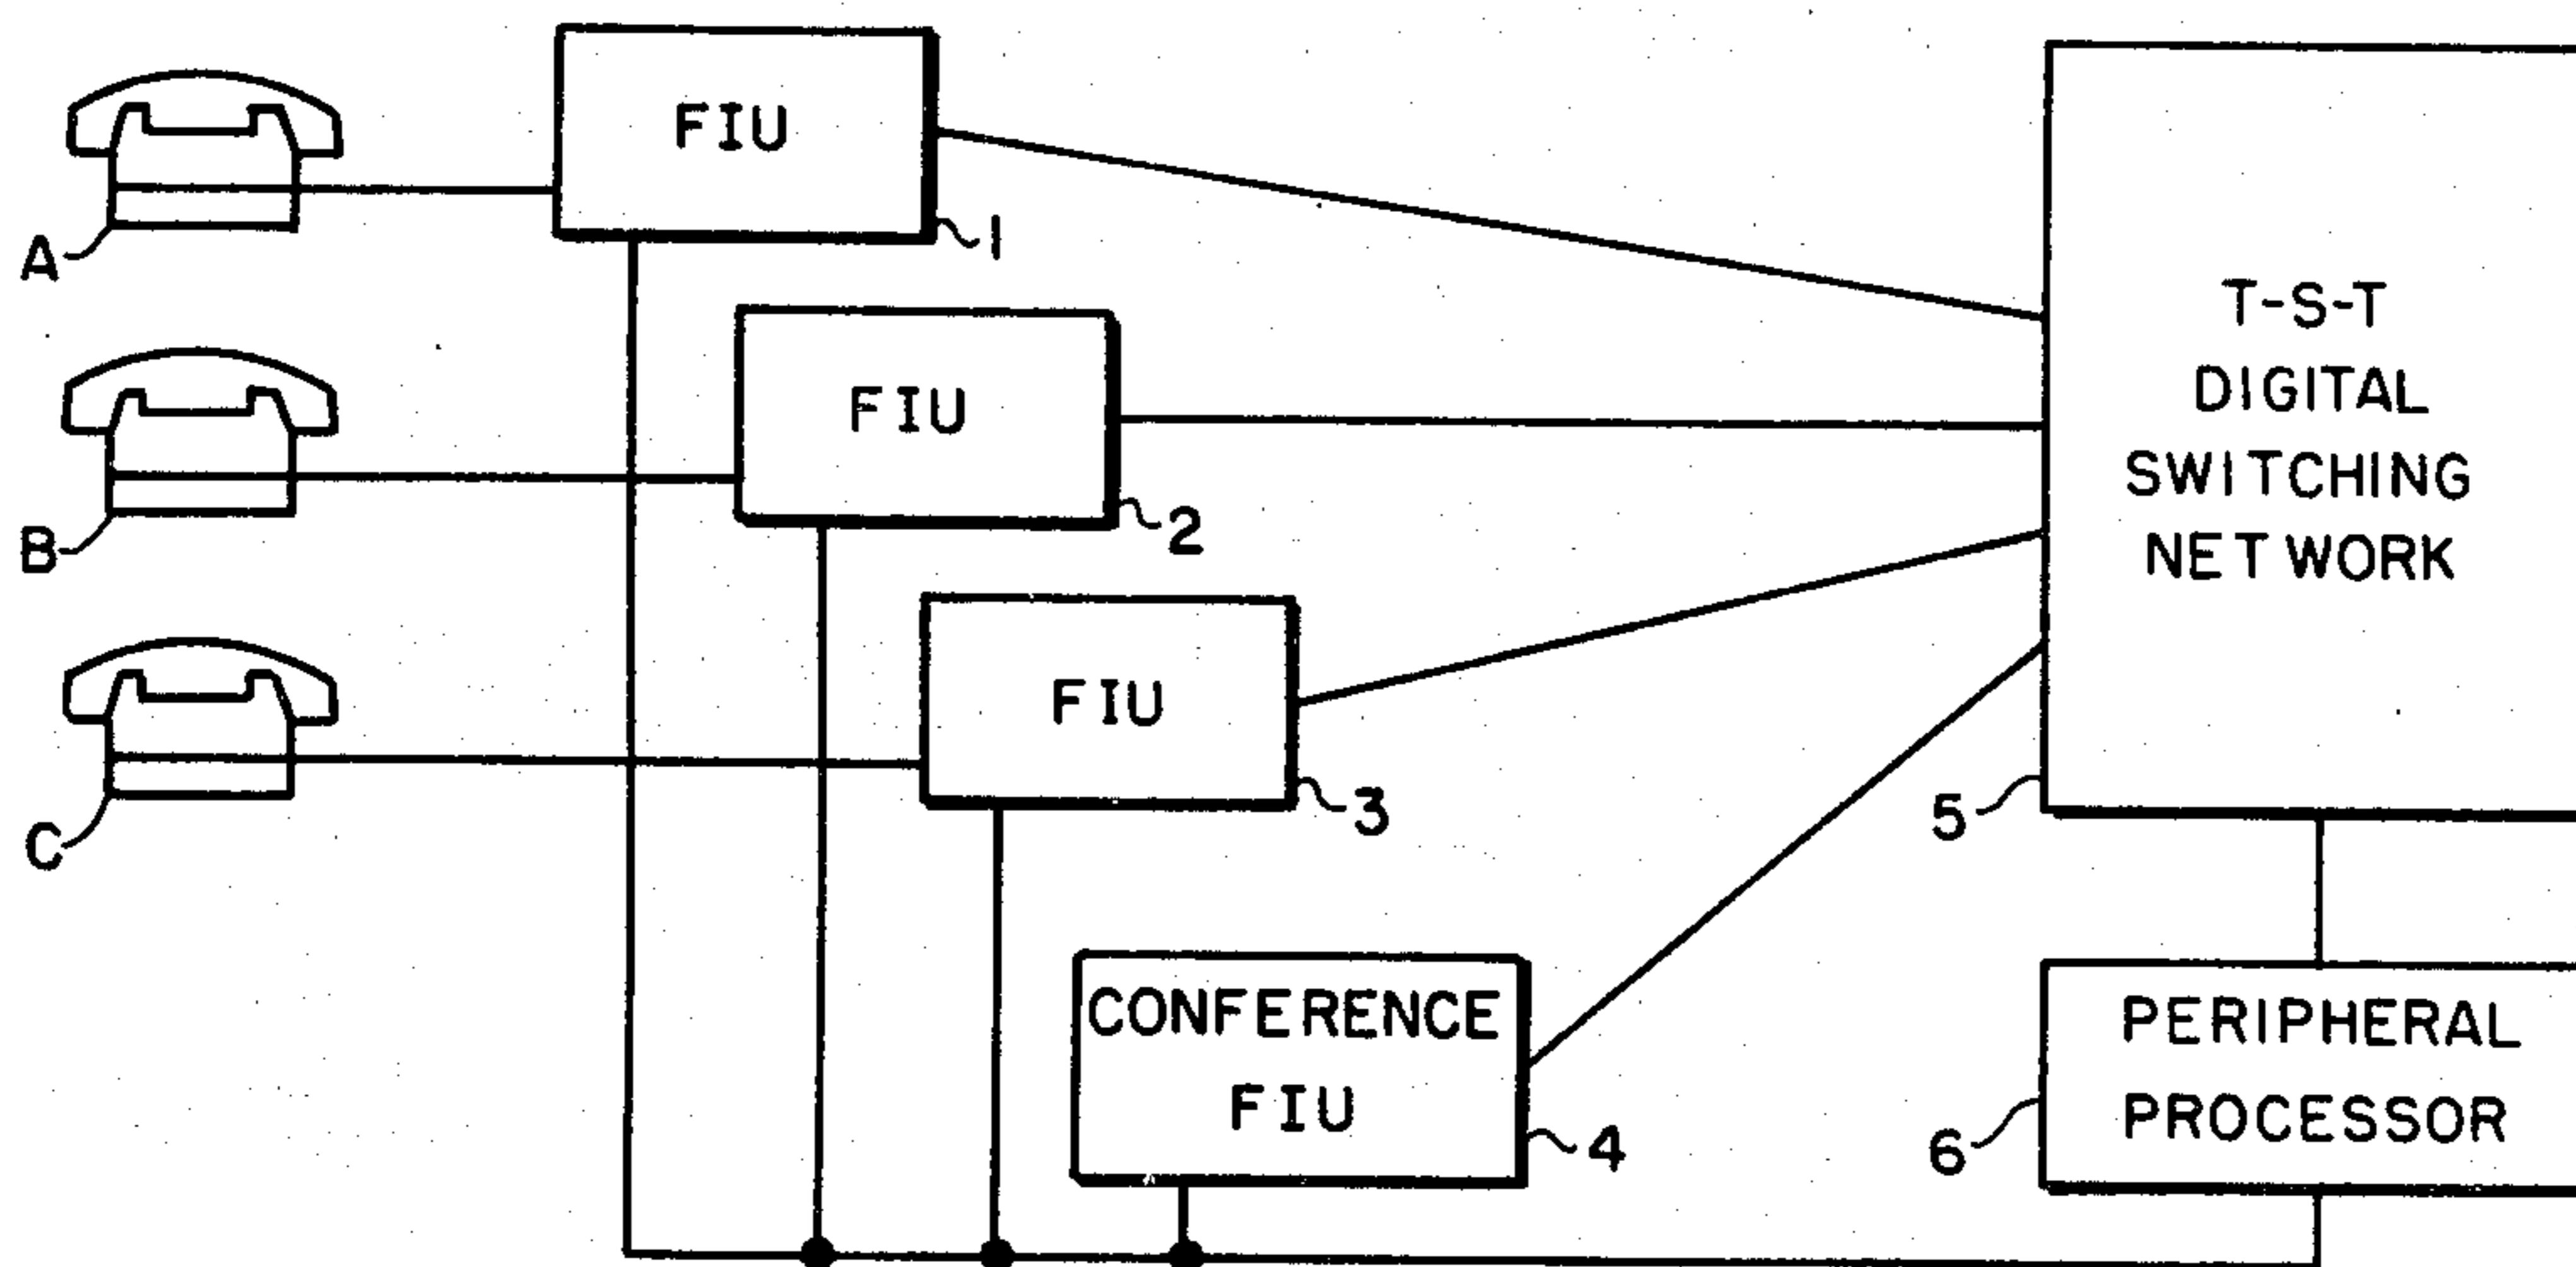 FIU
1
A
FIU
2
B
FIU
3
C
T-S-T
DIGITAL
SWITCHING
NETWORK
5
CONFERENCE
FIU
4
PERIPHERAL
PROCESSOR
6